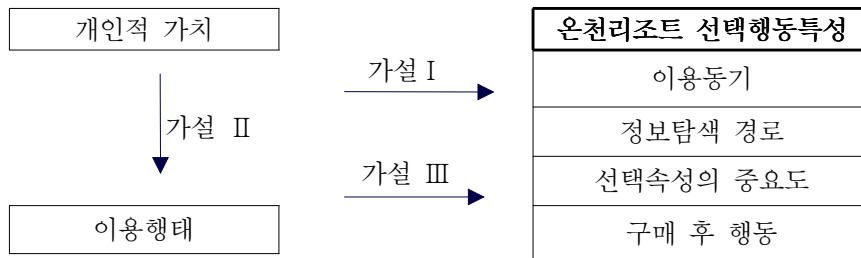 개인적 가치
온천리조트 선택행동특성
가설 Ⅰ
이용동기
가설 Ⅱ
정보탐색 경로
가설 Ⅲ
선택속성의 중요도
이용행태
구매 후 행동